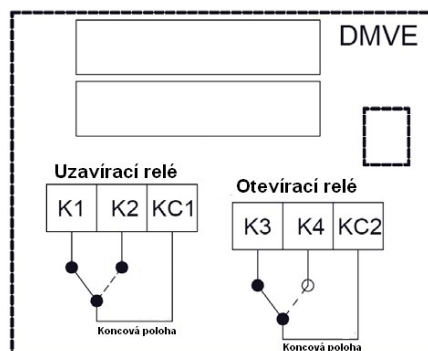 DMVE
Uzavírací relé
K1 K2 KC1
Koncová poloha
Otevírací relé
K3 K4 KC2
Koncová poloha